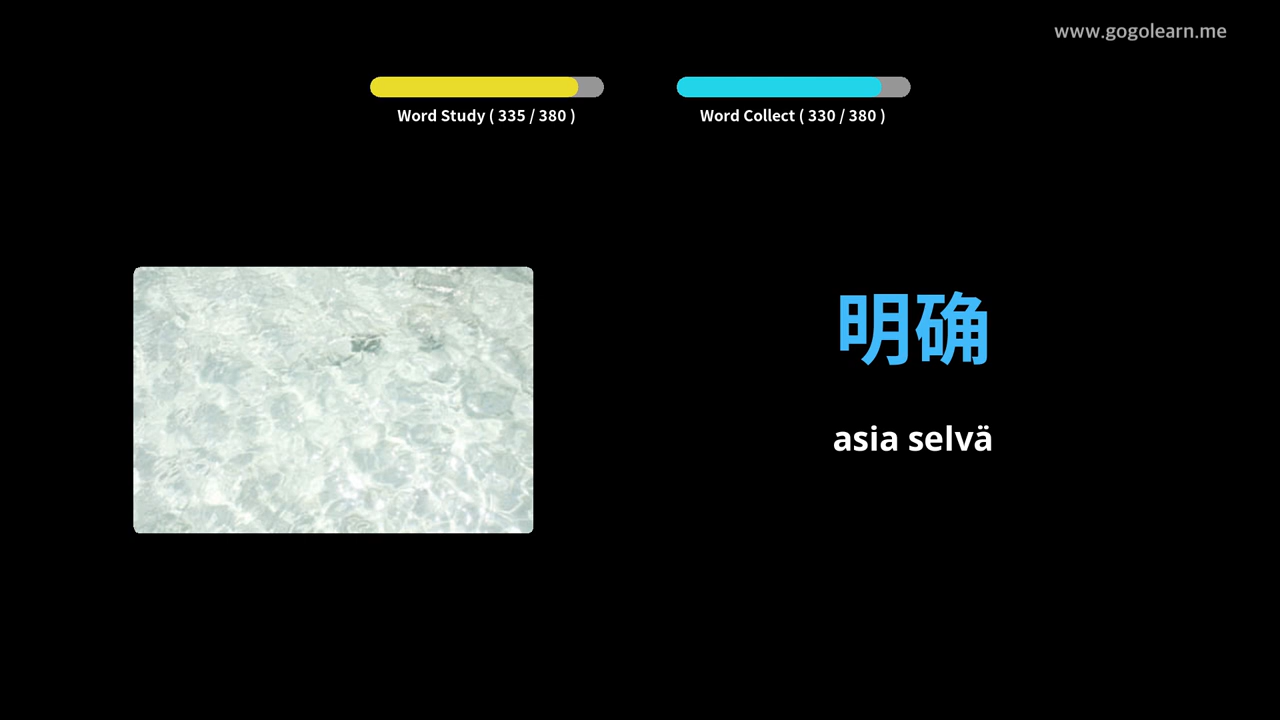 www.gogolearn.me
Word Study ( 335 / 380 )
Word Collect ( 330 / 380 )
明确
asia selvä